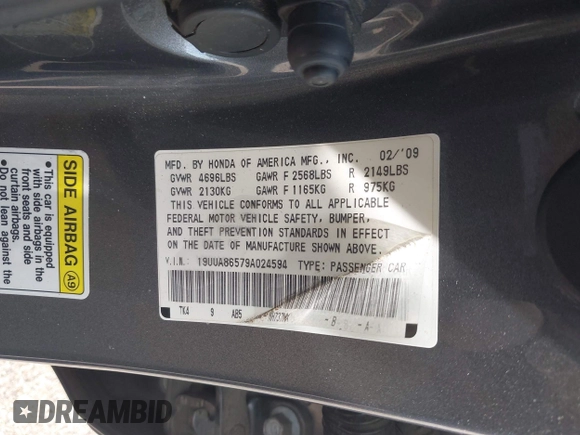 MFD. BY HONDA OF AMERICA MFG., INC. 02/'09
GVWR 4696LBS GAWR F 2568LBS R 2149LBS
GVWR 2130KG GAWR F 1165KG R 975KG
THIS VEHICLE CONFORMS TO ALL APPLICABLE
FEDERAL MOTOR VEHICLE SAFETY, BUMPER,
AND THEFT PREVENTION STANDARDS IN EFFECT
ON THE DATE OF MANUFACTURE SHOWN ABOVE.
V.I.N.: 19UUA86579A024594 TYPE: PASSENGER CAR
TK4 9 AB5 -B -A
SIDE AIRBAG A9
•This car is equipped
with side airbags in the
front seats and side
curtain airbags.
•Do not lean
DREAMBID